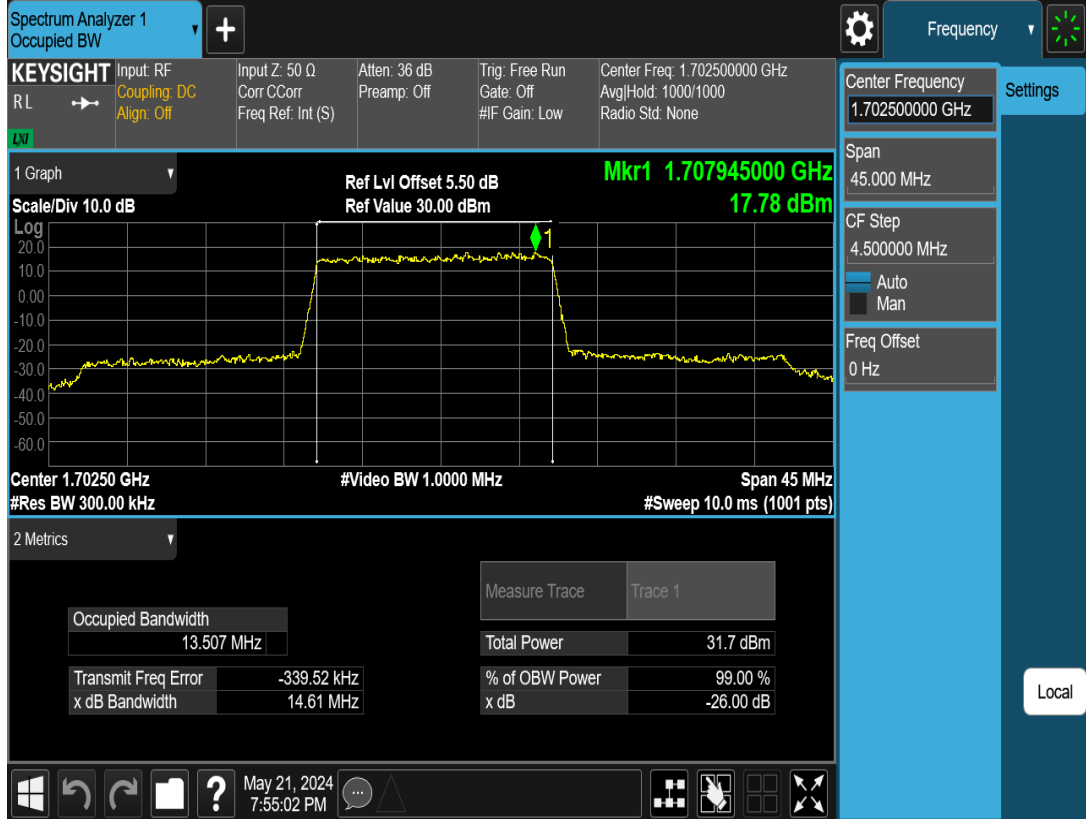 Spectrum Analyzer 1
Occupied BW
+
Frequency
KEYSIGHT
R L
LXI
Input: RF
Coupling: DC
Align: Off
Input Z: 50 Ω
Corr CCorr
Freq Ref: Int (S)
Atten: 36 dB
Preamp: Off
Trig: Free Run
Gate: Off
#IF Gain: Low
Center Freq: 1.702500000 GHz
Avg|Hold: 1000/1000
Radio Std: None
Center Frequency
1.702500000 GHz
Settings
Span
45.000 MHz
CF Step
4.500000 MHz
Auto
Man
Freq Offset
0 Hz
Local
1 Graph
Scale/Div 10.0 dB
Ref Lvl Offset 5.50 dB
Ref Value 30.00 dBm
Mkr1 1.707945000 GHz
17.78 dBm
Log
20.0
10.0
0.00
-10.0
-20.0
-30.0
-40.0
-50.0
-60.0
1
Center 1.70250 GHz
#Res BW 300.00 kHz
#Video BW 1.0000 MHz
Span 45 MHz
#Sweep 10.0 ms (1001 pts)
2 Metrics
Measure Trace Trace 1
Occupied Bandwidth
13.507 MHz
Total Power 31.7 dBm
Transmit Freq Error -339.52 kHz
% of OBW Power 99.00 %
x dB Bandwidth 14.61 MHz
x dB -26.00 dB
?
May 21, 2024
7:55:02 PM